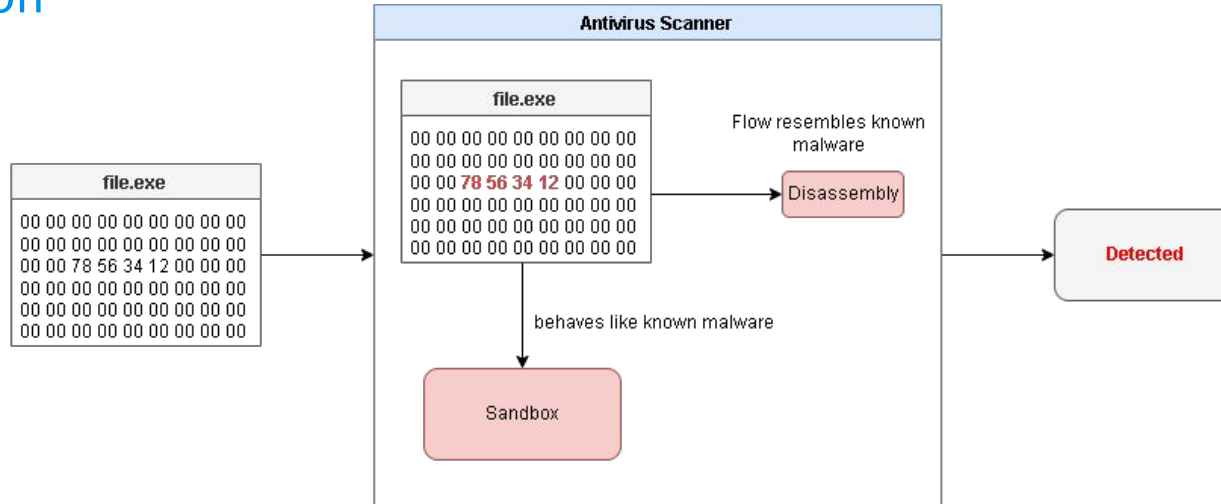 on
Antivirus Scanner
file.exe
00 00 00 00 00 00 00 00 00
00 00 00 00 00 00 00 00 00
00 00 78 56 34 12 00 00 00
00 00 00 00 00 00 00 00 00
00 00 00 00 00 00 00 00 00
00 00 00 00 00 00 00 00 00
file.exe
00 00 00 00 00 00 00 00 00
00 00 00 00 00 00 00 00 00
00 00 78 56 34 12 00 00 00
00 00 00 00 00 00 00 00 00
00 00 00 00 00 00 00 00 00
00 00 00 00 00 00 00 00 00
Flow resembles known
malware
Disassembly
behaves like known malware
Sandbox
Detected